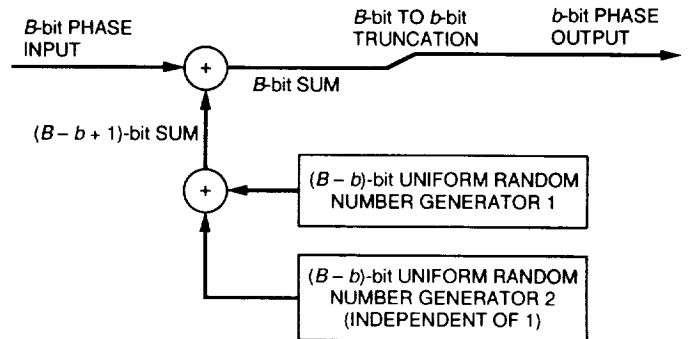 B-bit PHASE
INPUT
B-bit TO b-bit
TRUNCATION
b-bit PHASE
OUTPUT
+
B-bit SUM
(B – b + 1)-bit SUM
+
(B – b)-bit UNIFORM RANDOM
NUMBER GENERATOR 1
(B – b)-bit UNIFORM RANDOM
NUMBER GENERATOR 2
(INDEPENDENT OF 1)